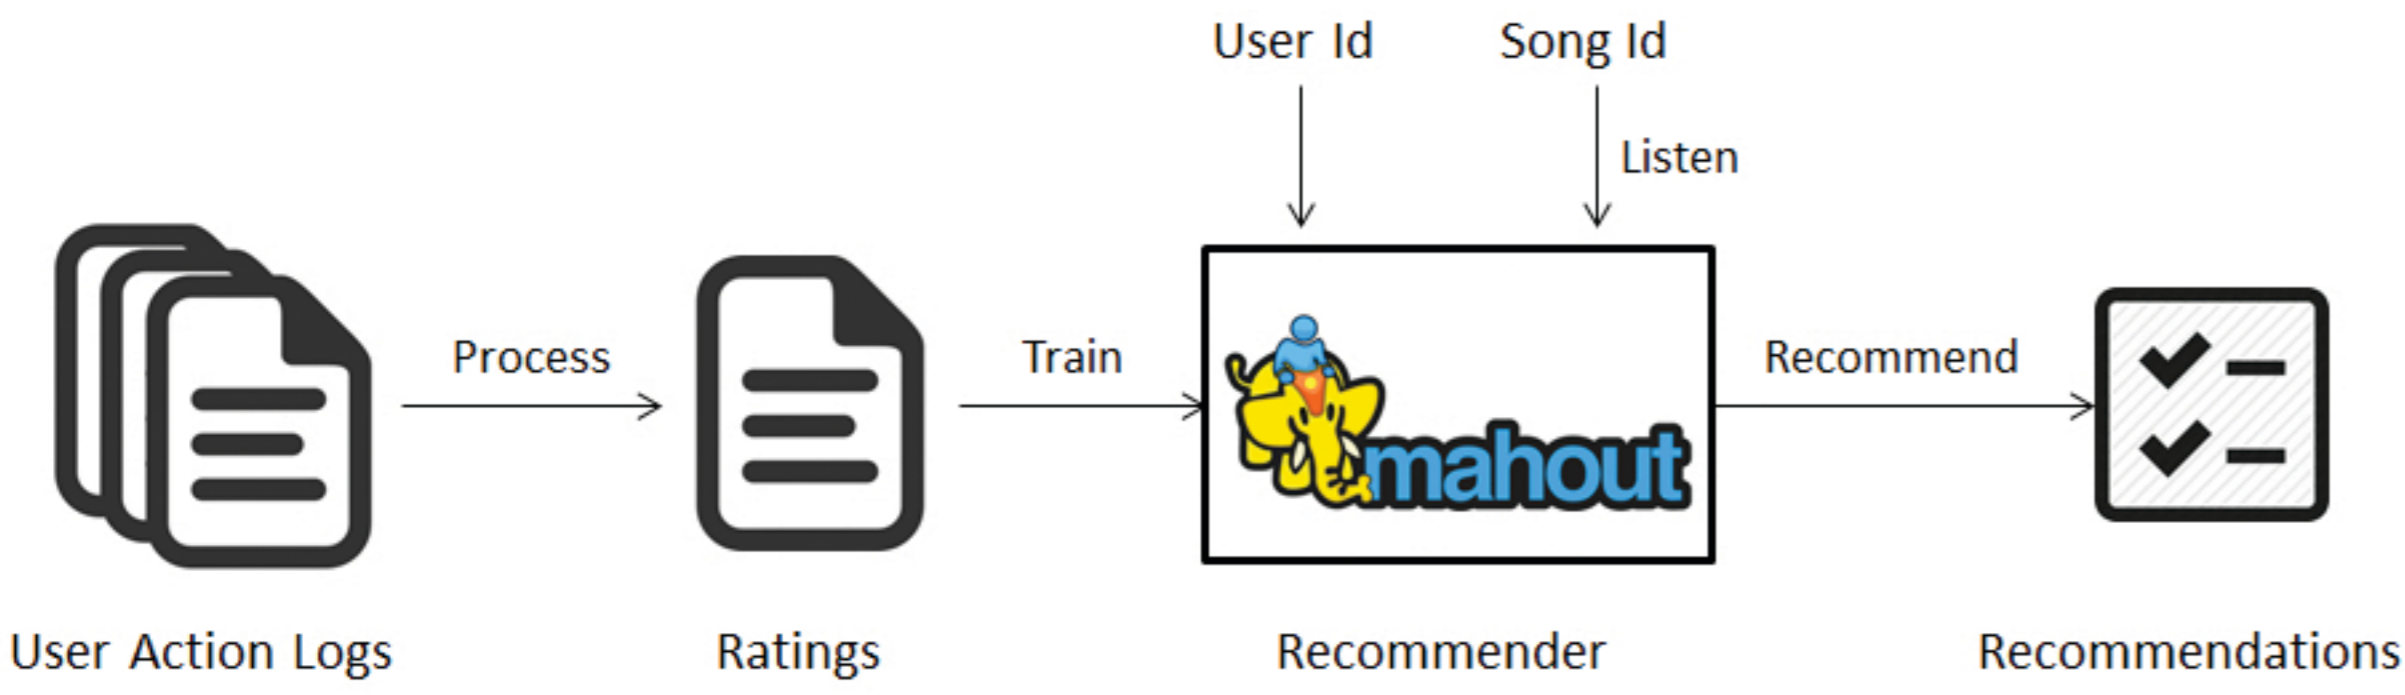 User Id
Song Id
Listen
Process
Train
Recommend
mahout
User Action Logs
Ratings
Recommender
Recommendations